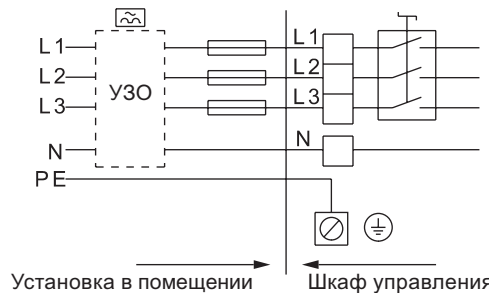 L1
L2
L3
N
PE
УЗО
L1
L2
L3
N
Установка в помещении
Шкаф управления